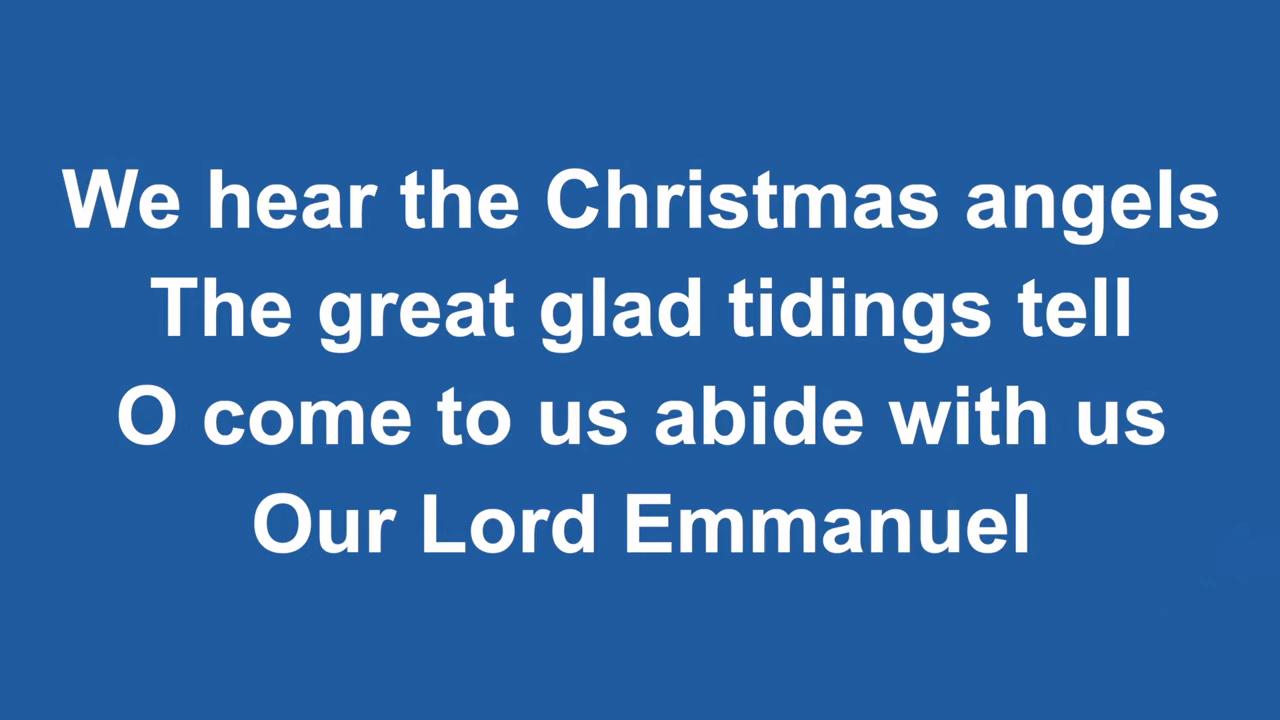 We hear the Christmas angels
The great glad tidings tell
O come to us abide with us
Our Lord Emmanuel